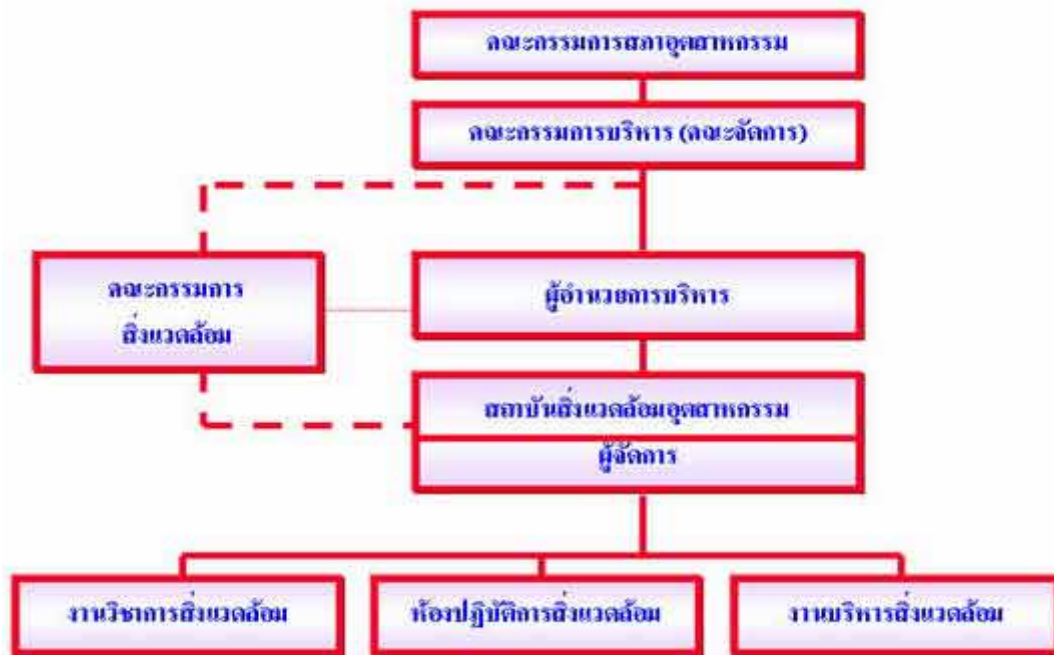 คณะกรรมการสภาอุตสาหกรรม
คณะกรรมการบริหาร (คณะจัดการ)
คณะกรรมการ
สิ่งแวดล้อม
ผู้อำนวยการบริหาร
สถาบันสิ่งแวดล้อมอุตสาหกรรม
ผู้จัดการ
งานวิชาการสิ่งแวดล้อม
ห้องปฏิบัติการสิ่งแวดล้อม
งานบริหารสิ่งแวดล้อม